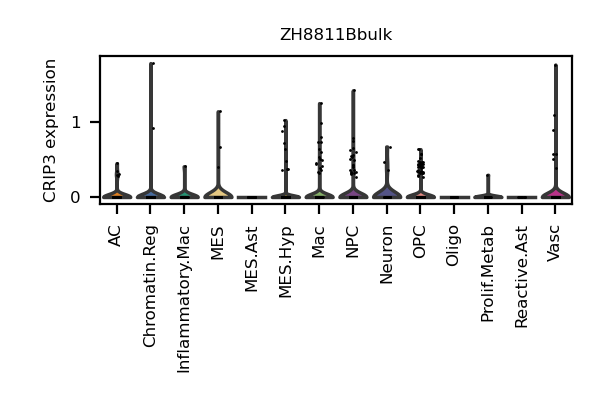 ZH8811Bbulk
CRIP3 expression
1
0
AC
Chromatin.Reg
Inflammatory.Mac
MES
MES.Ast
MES.Hyp
Mac
NPC
Neuron
OPC
Oligo
Prolif.Metab
Reactive.Ast
Vasc